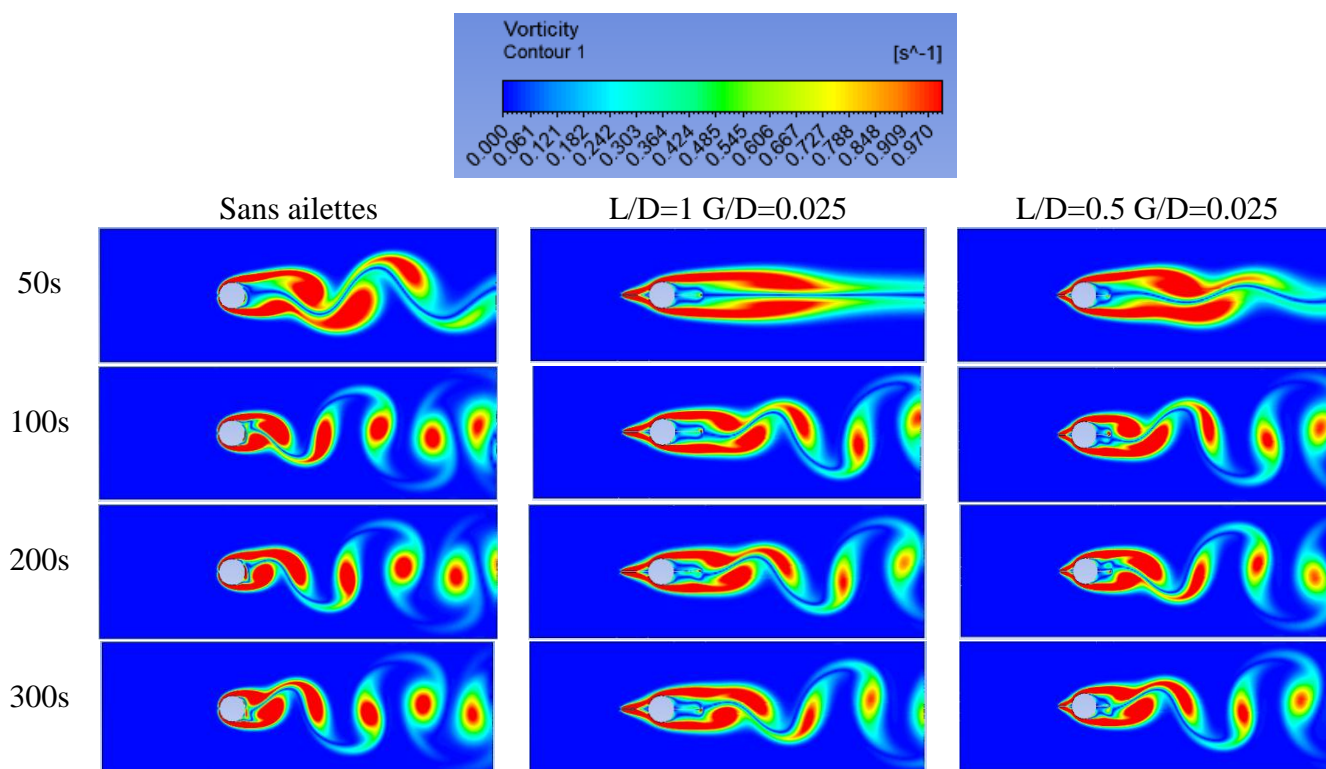 Vorticity
Contour 1 [s^-1]
0.000 0.061 0.121 0.182 0.242 0.303 0.364 0.424 0.485 0.545 0.606 0.667 0.727 0.788 0.848 0.909 0.970
Sans ailettes L/D=1 G/D=0.025 L/D=0.5 G/D=0.025
50s
100s
200s
300s